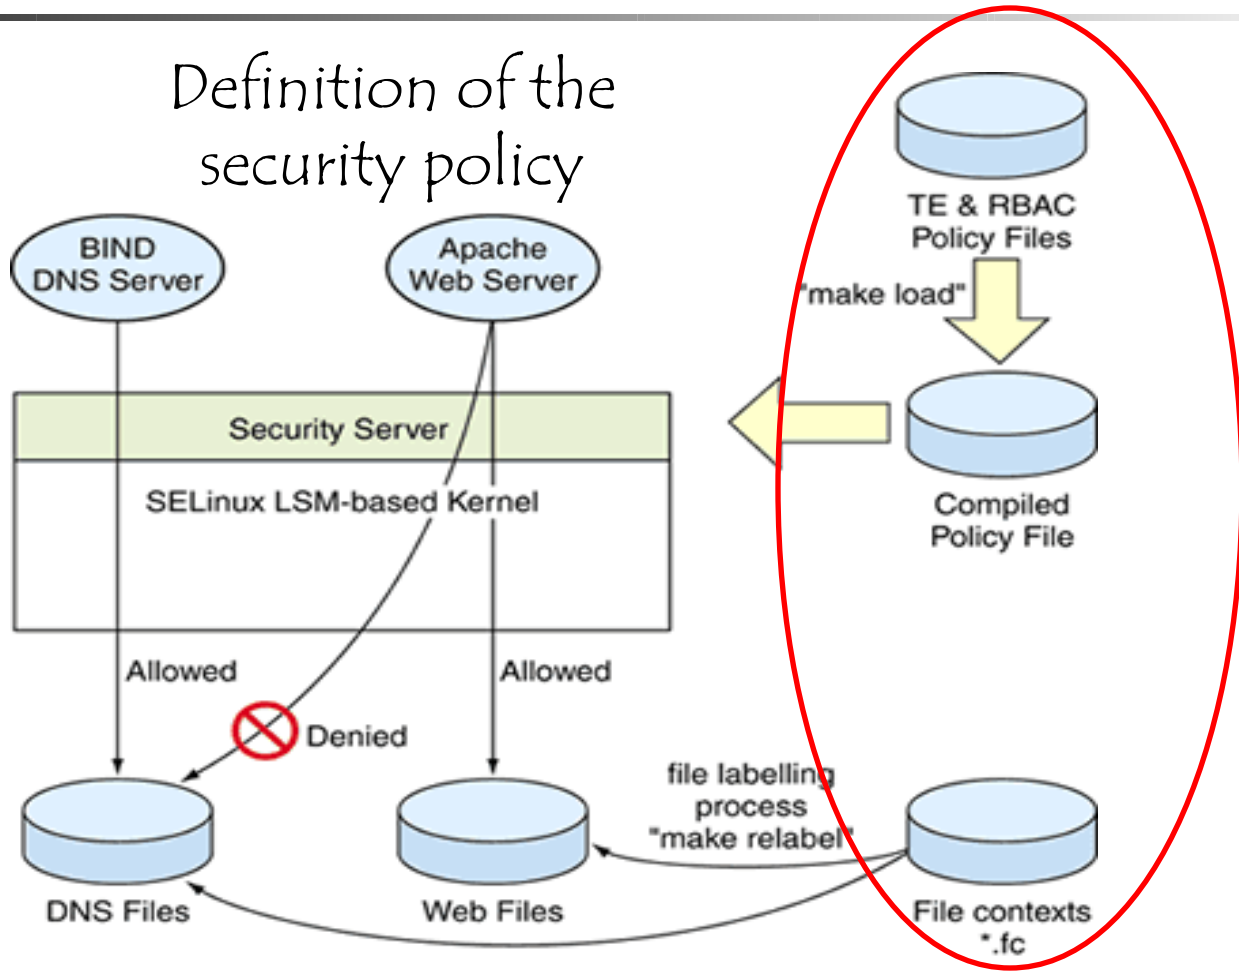 Definition of the
security policy
TE & RBAC
Policy Files
"make load"
BIND
DNS Server
Apache
Web Server
Security Server
SELinux LSM-based Kernel
Compiled
Policy File
Allowed
Denied
Allowed
file labelling
process
"make relabel"
DNS Files
Web Files
File contexts
*.fc